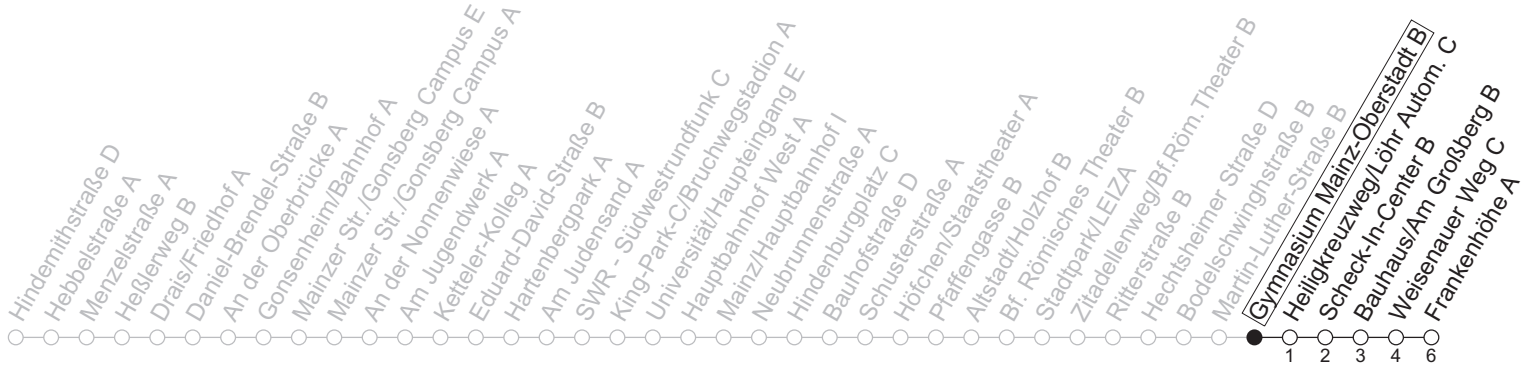 Hindemithstraße D
Hebbelstraße A
Menzelstraße A
Heßlerweg B
Drais/Friedhof A
Daniel-Brendel-Straße B
An der Oberbrücke A
Gonsenheim/Bahnhof A
Mainzer Str./Gonsberg Campus E
Mainzer Str./Gonsberg Campus A
An der Nonnenwiese A
Am Jugendwerk A
Ketteler-Kolleg A
Eduard-David-Straße B
Hartenbergpark A
Am Judensand A
SWR - Südwestrundfunk C
King-Park-C/Bruchwegstadion A
Universität/Haupteingang E
Hauptbahnhof West A
Mainz/Hauptbahnhof I
Neubrunnenstraße A
Hindenburgplatz C
Bauhofstraße D
Schusterstraße A
Höfchen/Staatstheater A
Pfaffengasse B
Altstadt/Holzhof B
Bf. Römisches Theater B
Stadtpark/LEIZA
Zitadellenweg/Bf.Röm. Theater B
Ritterstraße B
Hechtsheimer Straße D
Bodelschwinghstraße B
Martin-Luther-Straße B
Gymnasium Mainz-Oberstadt B
Heiligkreuzweg/Löhr Autom. C
Scheck-In-Center B
Bauhaus/Am Großberg B
Weisenauer Weg C
Frankenhöhe A
1 2 3 4 6